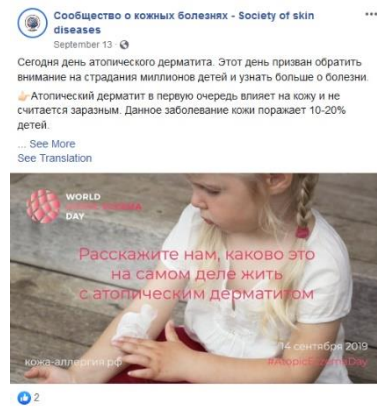 Сообщество о кожных болезнях - Society of skin
diseases
September 13
Сегодня день атопического дерматита. Этот день призван обратить
внимание на страдания миллионов детей и узнать больше о болезни.
👉🏻Атопический дерматит в первую очередь влияет на кожу и не
считается заразным. Данное заболевание кожи поражает 10-20%
детей.
... See More
See Translation
WORLD
DAY
Расскажите нам, каково это
на самом деле жить
с атопическим дерматитом
14 сентября 2019
кожа-аллергия.рф
#AtopicEczemaDay
2